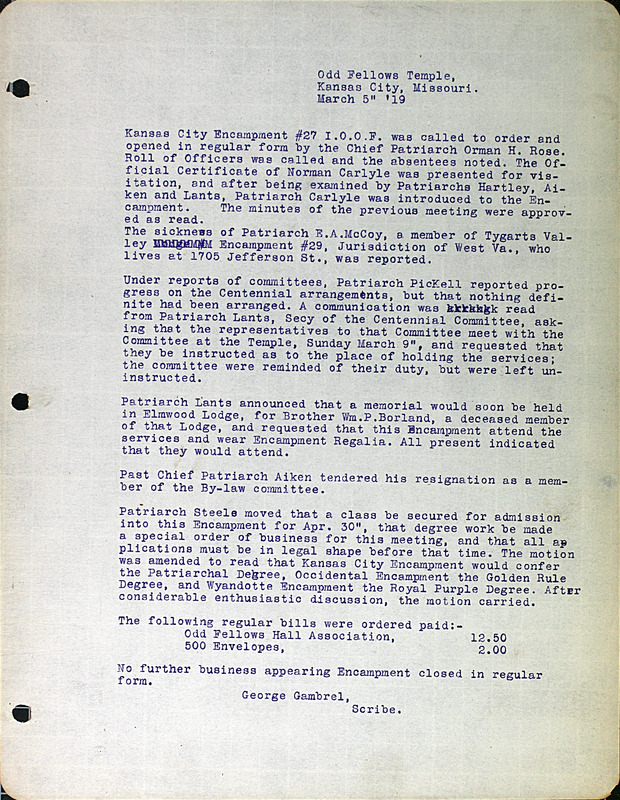 Odd Fellows Temple,
Kansas City, Missouri.
March 5" '19
Kansas City Encampment #27 I.O.O.F. was called to order and
opened in regular form by the Chief Patriarch Orman H. Rose.
Roll of Officers was called and the absentees noted. The Of-
ficial Certificate of Norman Carlyle was presented for vis-
itation, and after being examined by Patriarchs Hartley, Ai-
ken and Lants, Patriarch Carlyle was introduced to the En-
campment. The minutes of the previous meeting were approv-
ed as read.
The sickness of Patriarch E.A.McCoy, a member of Tygarts Val-
ley Encampment #29, Jurisdiction of West Va., who
lives at 1705 Jefferson St., was reported.
Under reports of committees, Patriarch PicKell reported pro-
gress on the Centennial arrangements, but that nothing defi-
nite had been arranged. A communication was read
from Patriarch Lants, Secy of the Centennial Committee, ask-
ing that the representatives to that Committee meet with the
Committee at the Temple, Sunday March 9", and requested that
they be instructed as to the place of holding the services;
the committee were reminded of their duty, but were left un-
instructed.
Patriarch Lants announced that a memorial would soon be held
in Elmwood Lodge, for Brother Wm.P.Borland, a deceased member
of that Lodge, and requested that this Encampment attend the
services and wear Encampment Regalia. All present indicated
that they would attend.
Past Chief Patriarch Aiken tendered his resignation as a mem-
ber of the By-law committee.
Patriarch Steele moved that a class be secured for admission
into this Encampment for Apr. 30", that degree work be made
a special order of business for this meeting, and that all ap
plications must be in legal shape before that time. The motion
was amended to read that Kansas City Encampment would confer
the Patriarchal Degree, Occidental Encampment the Golden Rule
Degree, and Wyandotte Encampment the Royal Purple Degree. After
considerable enthusiastic discussion, the motion carried.
The following regular bills were ordered paid:-
Odd Fellows Hall Association, 12.50
500 Envelopes, 2.00
No further business appearing Encampment closed in regular
form.
George Gambrel,
Scribe.